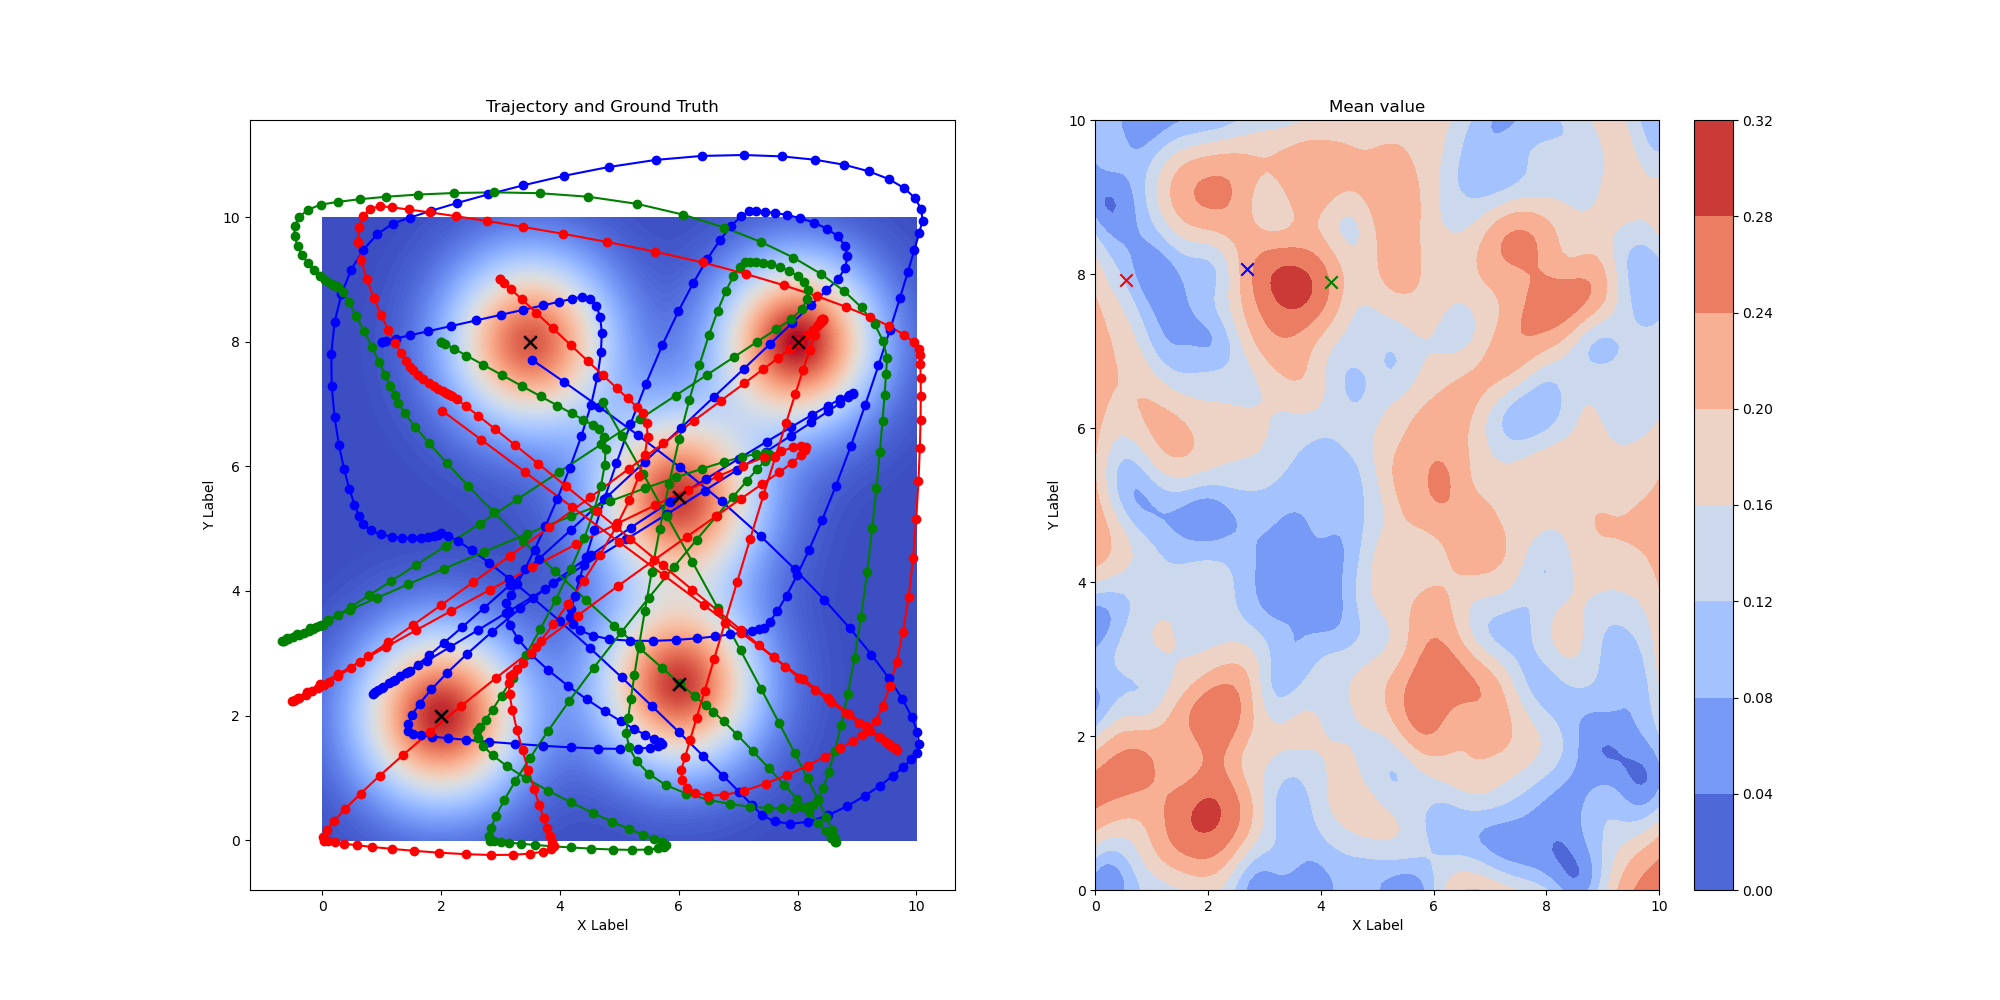 Trajectory and Ground Truth
10
8
6
4
2
0
Y Label
0 2 4 6 8 10
X Label
Mean value
10
8
6
4
2
0
Y Label
0 2 4 6 8 10
X Label
0.32
0.28
0.24
0.20
0.16
0.12
0.08
0.04
0.00